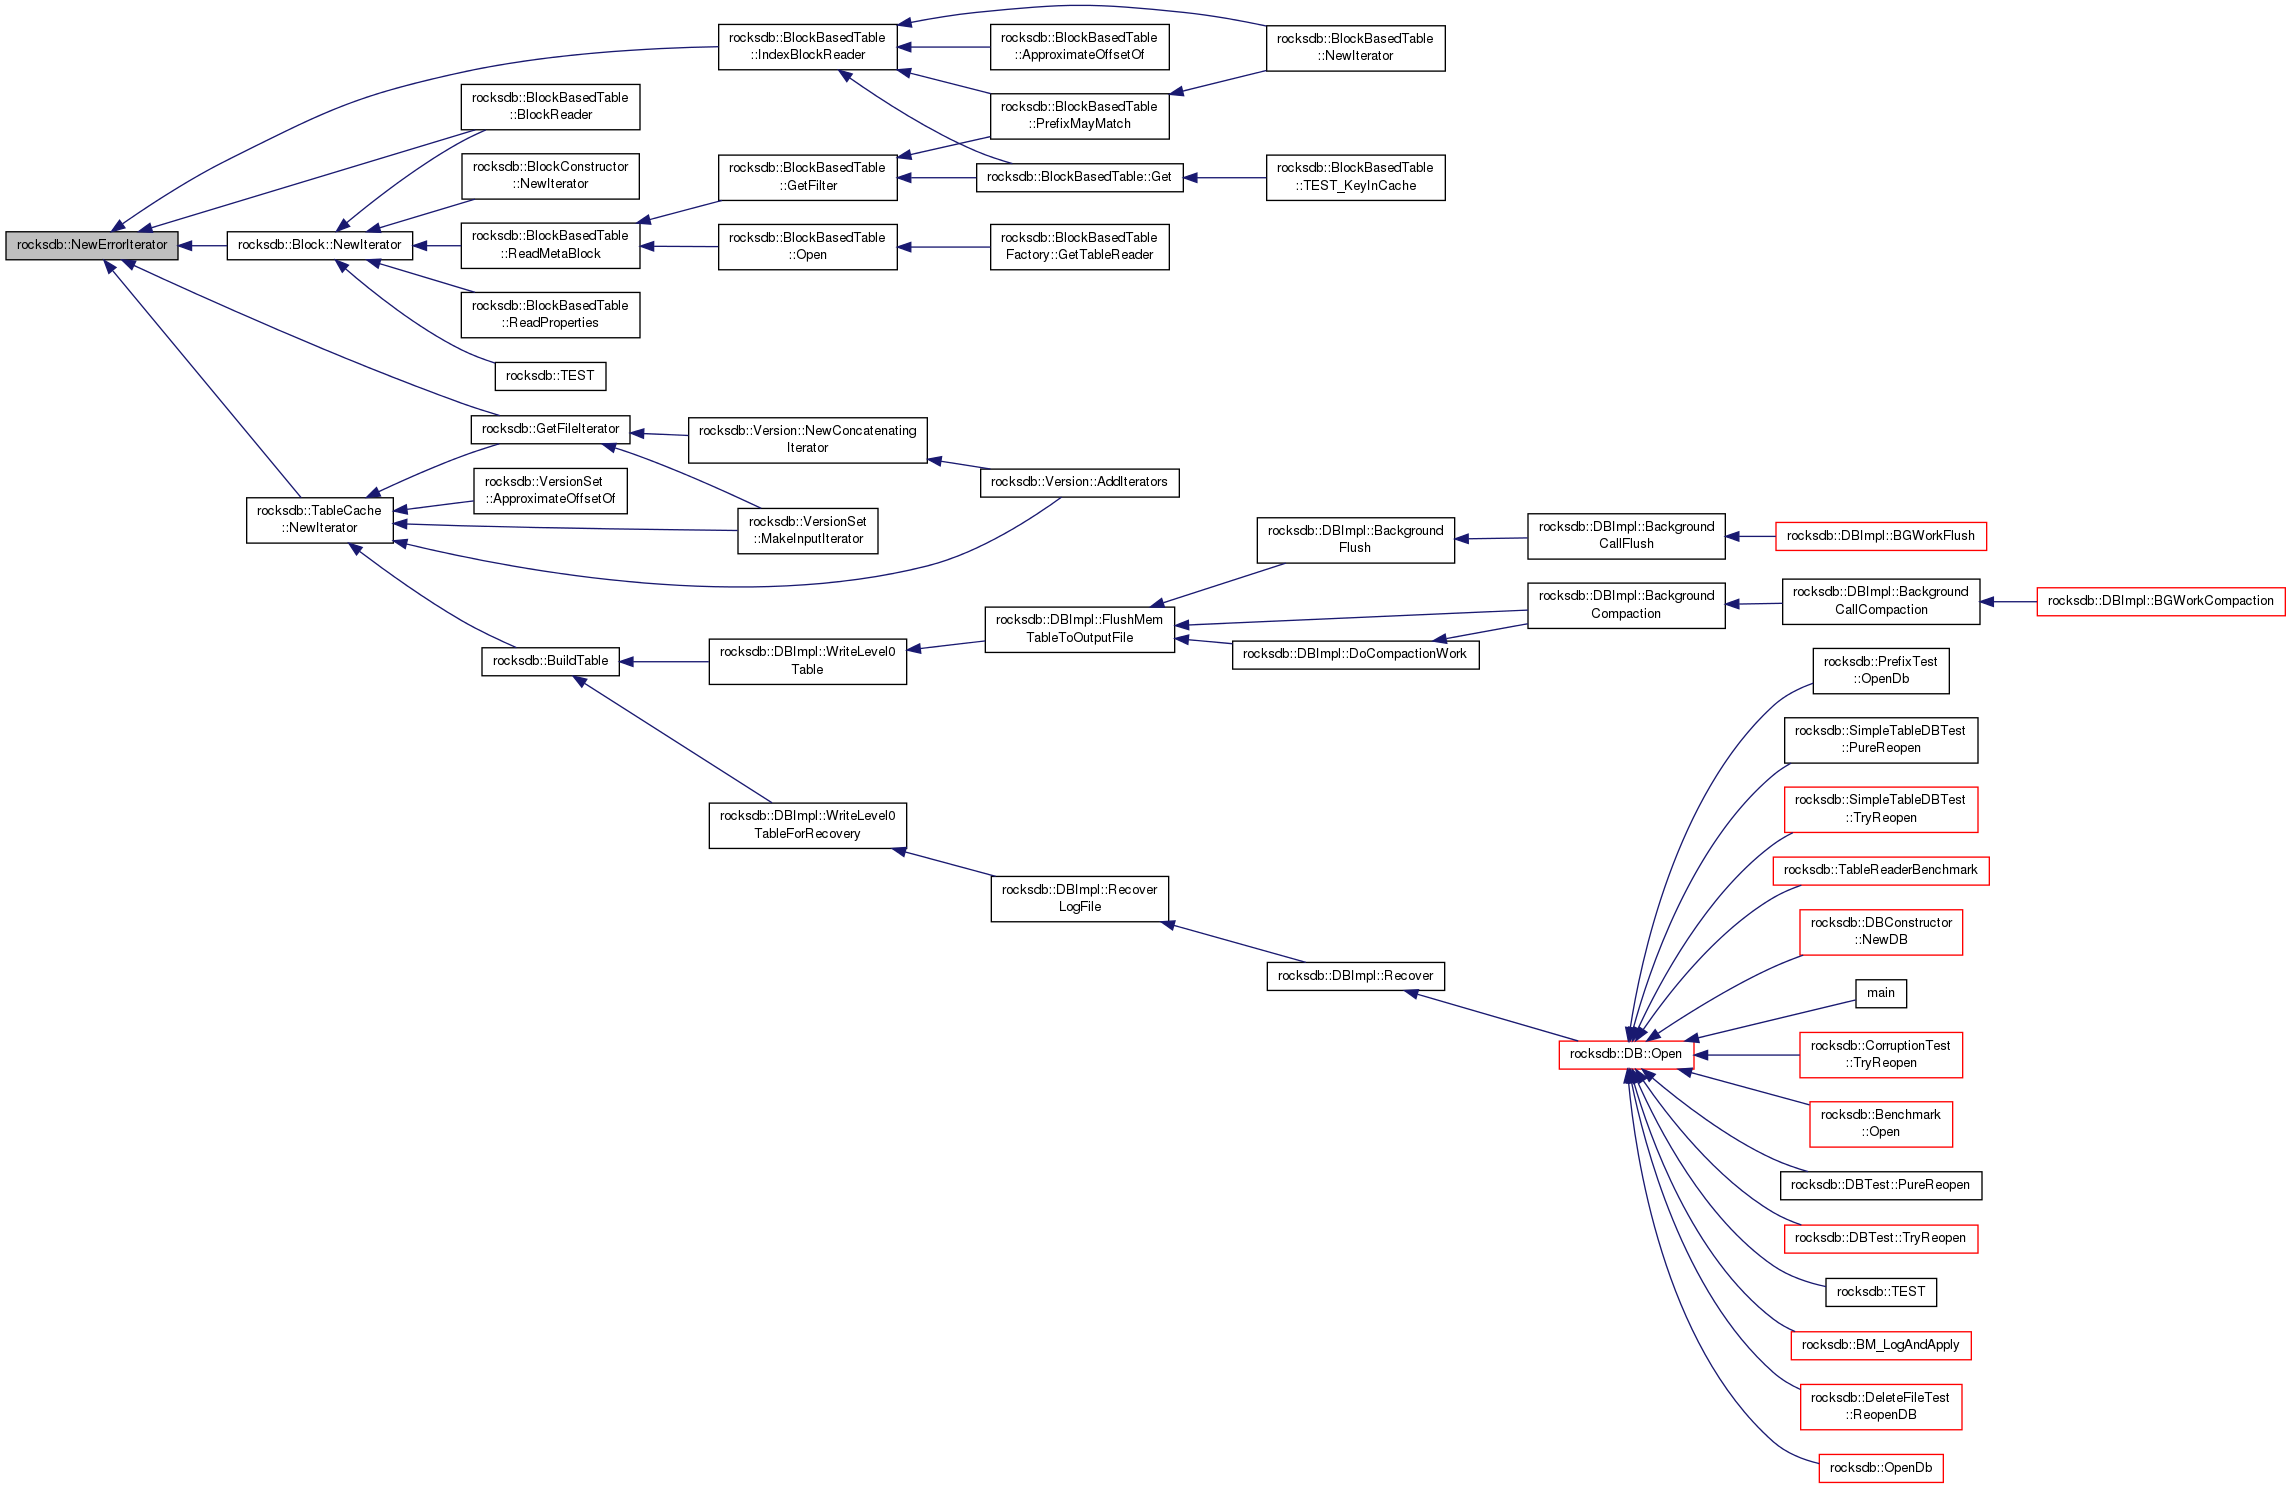 rocksdb::NewErrorIterator
rocksdb::BlockBasedTable
::IndexBlockReader
rocksdb::BlockBasedTable
::ApproximateOffsetOf
rocksdb::BlockBasedTable
::NewIterator
rocksdb::BlockBasedTable
::BlockReader
rocksdb::BlockBasedTable
::PrefixMayMatch
rocksdb::BlockConstructor
::NewIterator
rocksdb::BlockBasedTable
::GetFilter
rocksdb::BlockBasedTable::Get
rocksdb::BlockBasedTable
::TEST_KeyInCache
rocksdb::Block::NewIterator
rocksdb::BlockBasedTable
::ReadMetaBlock
rocksdb::BlockBasedTable
::Open
rocksdb::BlockBasedTable
Factory::GetTableReader
rocksdb::BlockBasedTable
::ReadProperties
rocksdb::TEST
rocksdb::GetFileIterator
rocksdb::Version::NewConcatenating
Iterator
rocksdb::VersionSet
::ApproximateOffsetOf
rocksdb::Version::AddIterators
rocksdb::TableCache
::NewIterator
rocksdb::VersionSet
::MakeInputIterator
rocksdb::DBImpl::Background
Flush
rocksdb::DBImpl::Background
CallFlush
rocksdb::DBImpl::BGWorkFlush
rocksdb::DBImpl::FlushMem
TableToOutputFile
rocksdb::DBImpl::Background
Compaction
rocksdb::DBImpl::Background
CallCompaction
rocksdb::DBImpl::BGWorkCompaction
rocksdb::BuildTable
rocksdb::DBImpl::WriteLevel0
Table
rocksdb::DBImpl::DoCompactionWork
rocksdb::PrefixTest
::OpenDb
rocksdb::SimpleTableDBTest
::PureReopen
rocksdb::SimpleTableDBTest
::TryReopen
rocksdb::DBImpl::WriteLevel0
TableForRecovery
rocksdb::TableReaderBenchmark
rocksdb::DBImpl::Recover
LogFile
rocksdb::DBConstructor
::NewDB
rocksdb::DBImpl::Recover
main
rocksdb::DB::Open
rocksdb::CorruptionTest
::TryReopen
rocksdb::Benchmark
::Open
rocksdb::DBTest::PureReopen
rocksdb::DBTest::TryReopen
rocksdb::TEST
rocksdb::BM_LogAndApply
rocksdb::DeleteFileTest
::ReopenDB
rocksdb::OpenDb